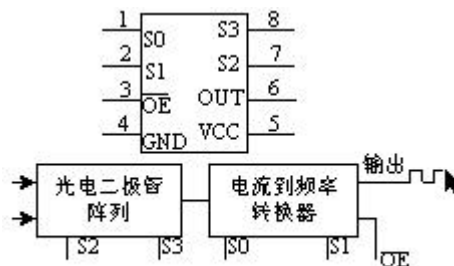 1 S0 S3 8
2 S1 S2 7
3 OE OUT 6
4 GND VCC 5
光电二极管 电流到频率 输出
阵列 转换器
S2 S3 S0 S1 OE